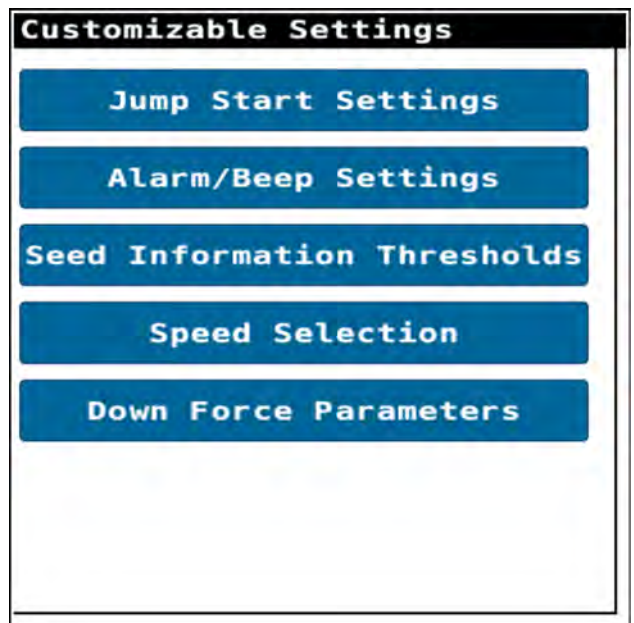 Customizable Settings
Jump Start Settings
Alarm/Beep Settings
Seed Information Thresholds
Speed Selection
Down Force Parameters